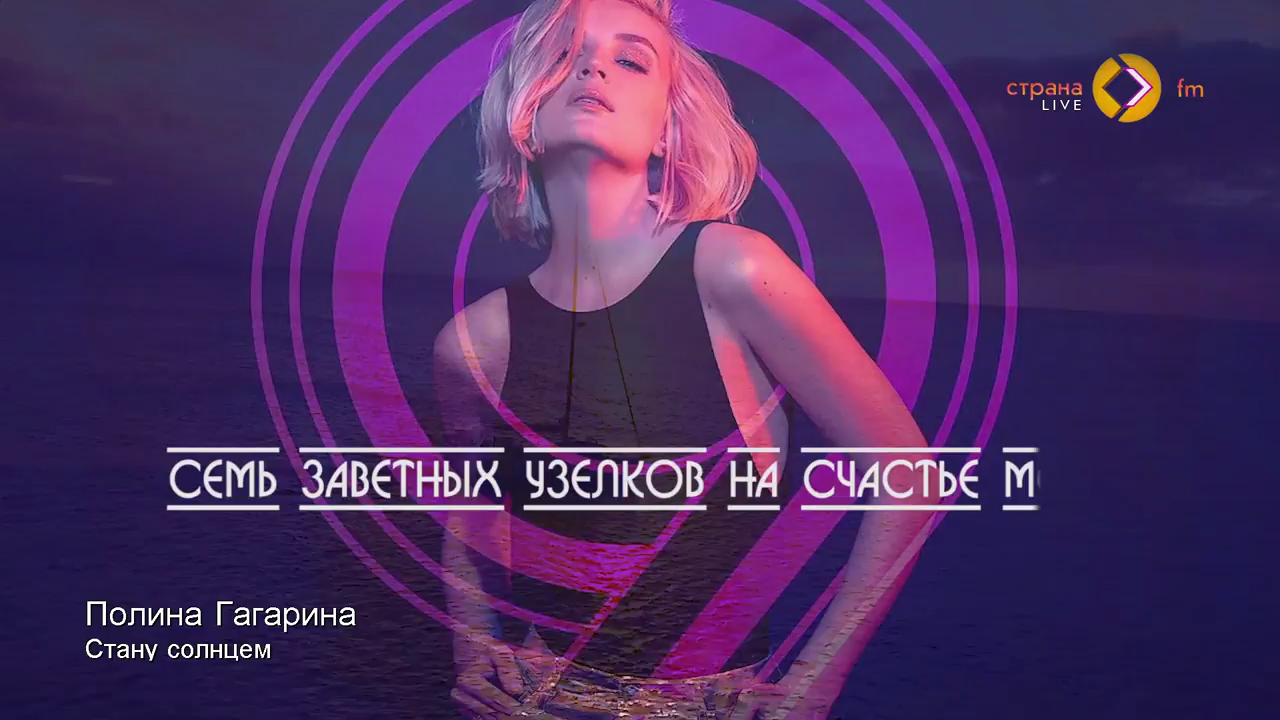 страна fm
LIVE
СЕМЬ ЗАВЕТНЫХ УЗЕЛКОВ НА СЧАСТЬЕ
Полина Гагарина
Стану солнцем